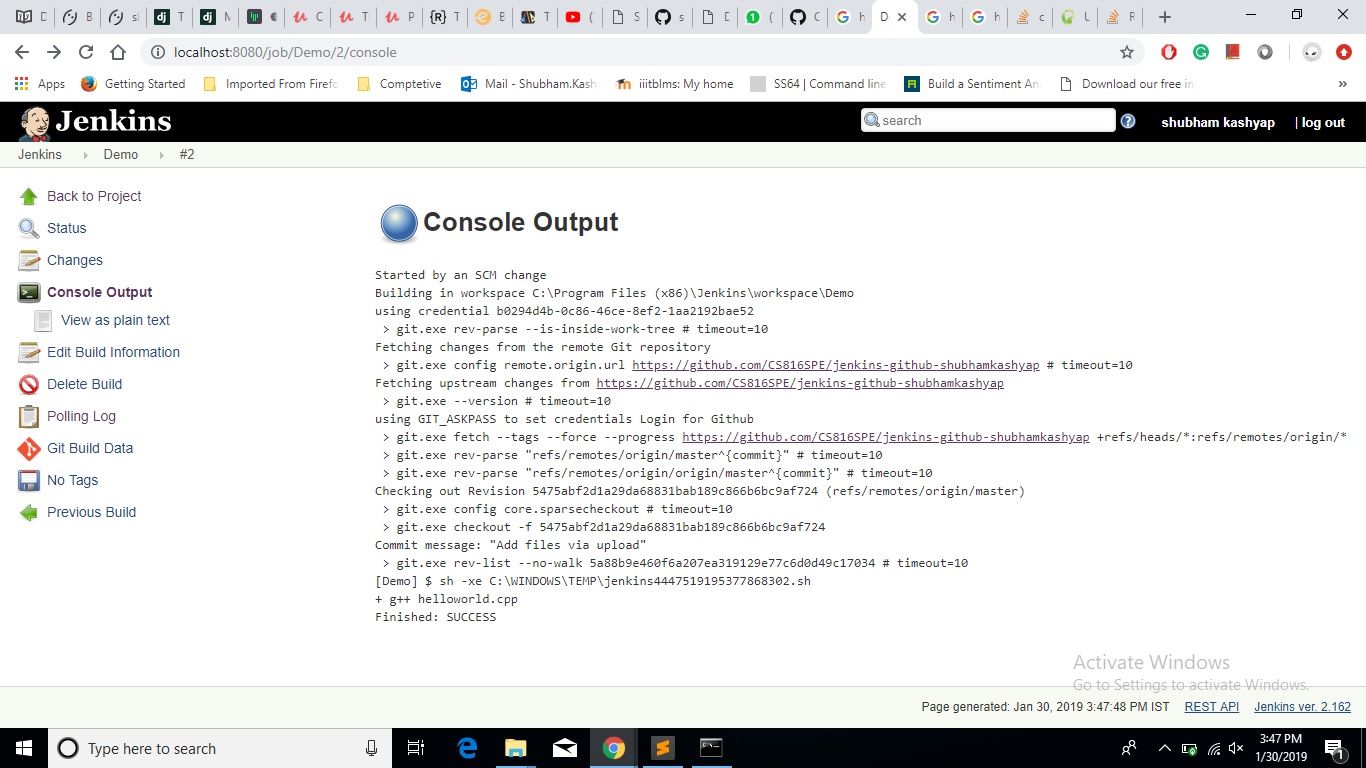 D
B
sl
T
M
C
T
P
{R} T
B
T
(
S
s
D
(
C
h
D
h
h
c
U
R
localhost:8080/job/Demo/2/console
Apps Getting Started Imported From Firefo Comptetive Mail - Shubham.Kash iiitblms: My home SS64 | Command line Build a Sentiment An Download our free in »
Jenkins search shubham kashyap | log out
Jenkins Demo #2
Back to Project
Status
Changes
Console Output
View as plain text
Edit Build Information
Delete Build
Polling Log
Git Build Data
No Tags
Previous Build
Console Output
Started by an SCM change
Building in workspace C:\Program Files (x86)\Jenkins\workspace\Demo
using credential b0294d4b-0c86-46ce-8ef2-1aa2192bae52
> git.exe rev-parse --is-inside-work-tree # timeout=10
Fetching changes from the remote Git repository
> git.exe config remote.origin.url https://github.com/CS816SPE/jenkins-github-shubhamkashyap # timeout=10
Fetching upstream changes from https://github.com/CS816SPE/jenkins-github-shubhamkashyap
> git.exe --version # timeout=10
using GIT_ASKPASS to set credentials Login for Github
> git.exe fetch --tags --force --progress https://github.com/CS816SPE/jenkins-github-shubhamkashyap +refs/heads/*:refs/remotes/origin/*
> git.exe rev-parse "refs/remotes/origin/master^{commit}" # timeout=10
> git.exe rev-parse "refs/remotes/origin/origin/master^{commit}" # timeout=10
Checking out Revision 5475abf2d1a29da68831bab189c866b6bc9af724 (refs/remotes/origin/master)
> git.exe config core.sparsecheckout # timeout=10
> git.exe checkout -f 5475abf2d1a29da68831bab189c866b6bc9af724
Commit message: "Add files via upload"
> git.exe rev-list --no-walk 5a88b9e460f6a207ea319129e77c6d0d49c17034 # timeout=10
[Demo] $ sh -xe C:\WINDOWS\TEMP\jenkins4447519195377868302.sh
+ g++ helloworld.cpp
Finished: SUCCESS
Activate Windows
Go to Settings to activate Windows.
Page generated: Jan 30, 2019 3:47:48 PM IST REST API Jenkins ver. 2.162
Type here to search
3:47 PM
1/30/2019
1